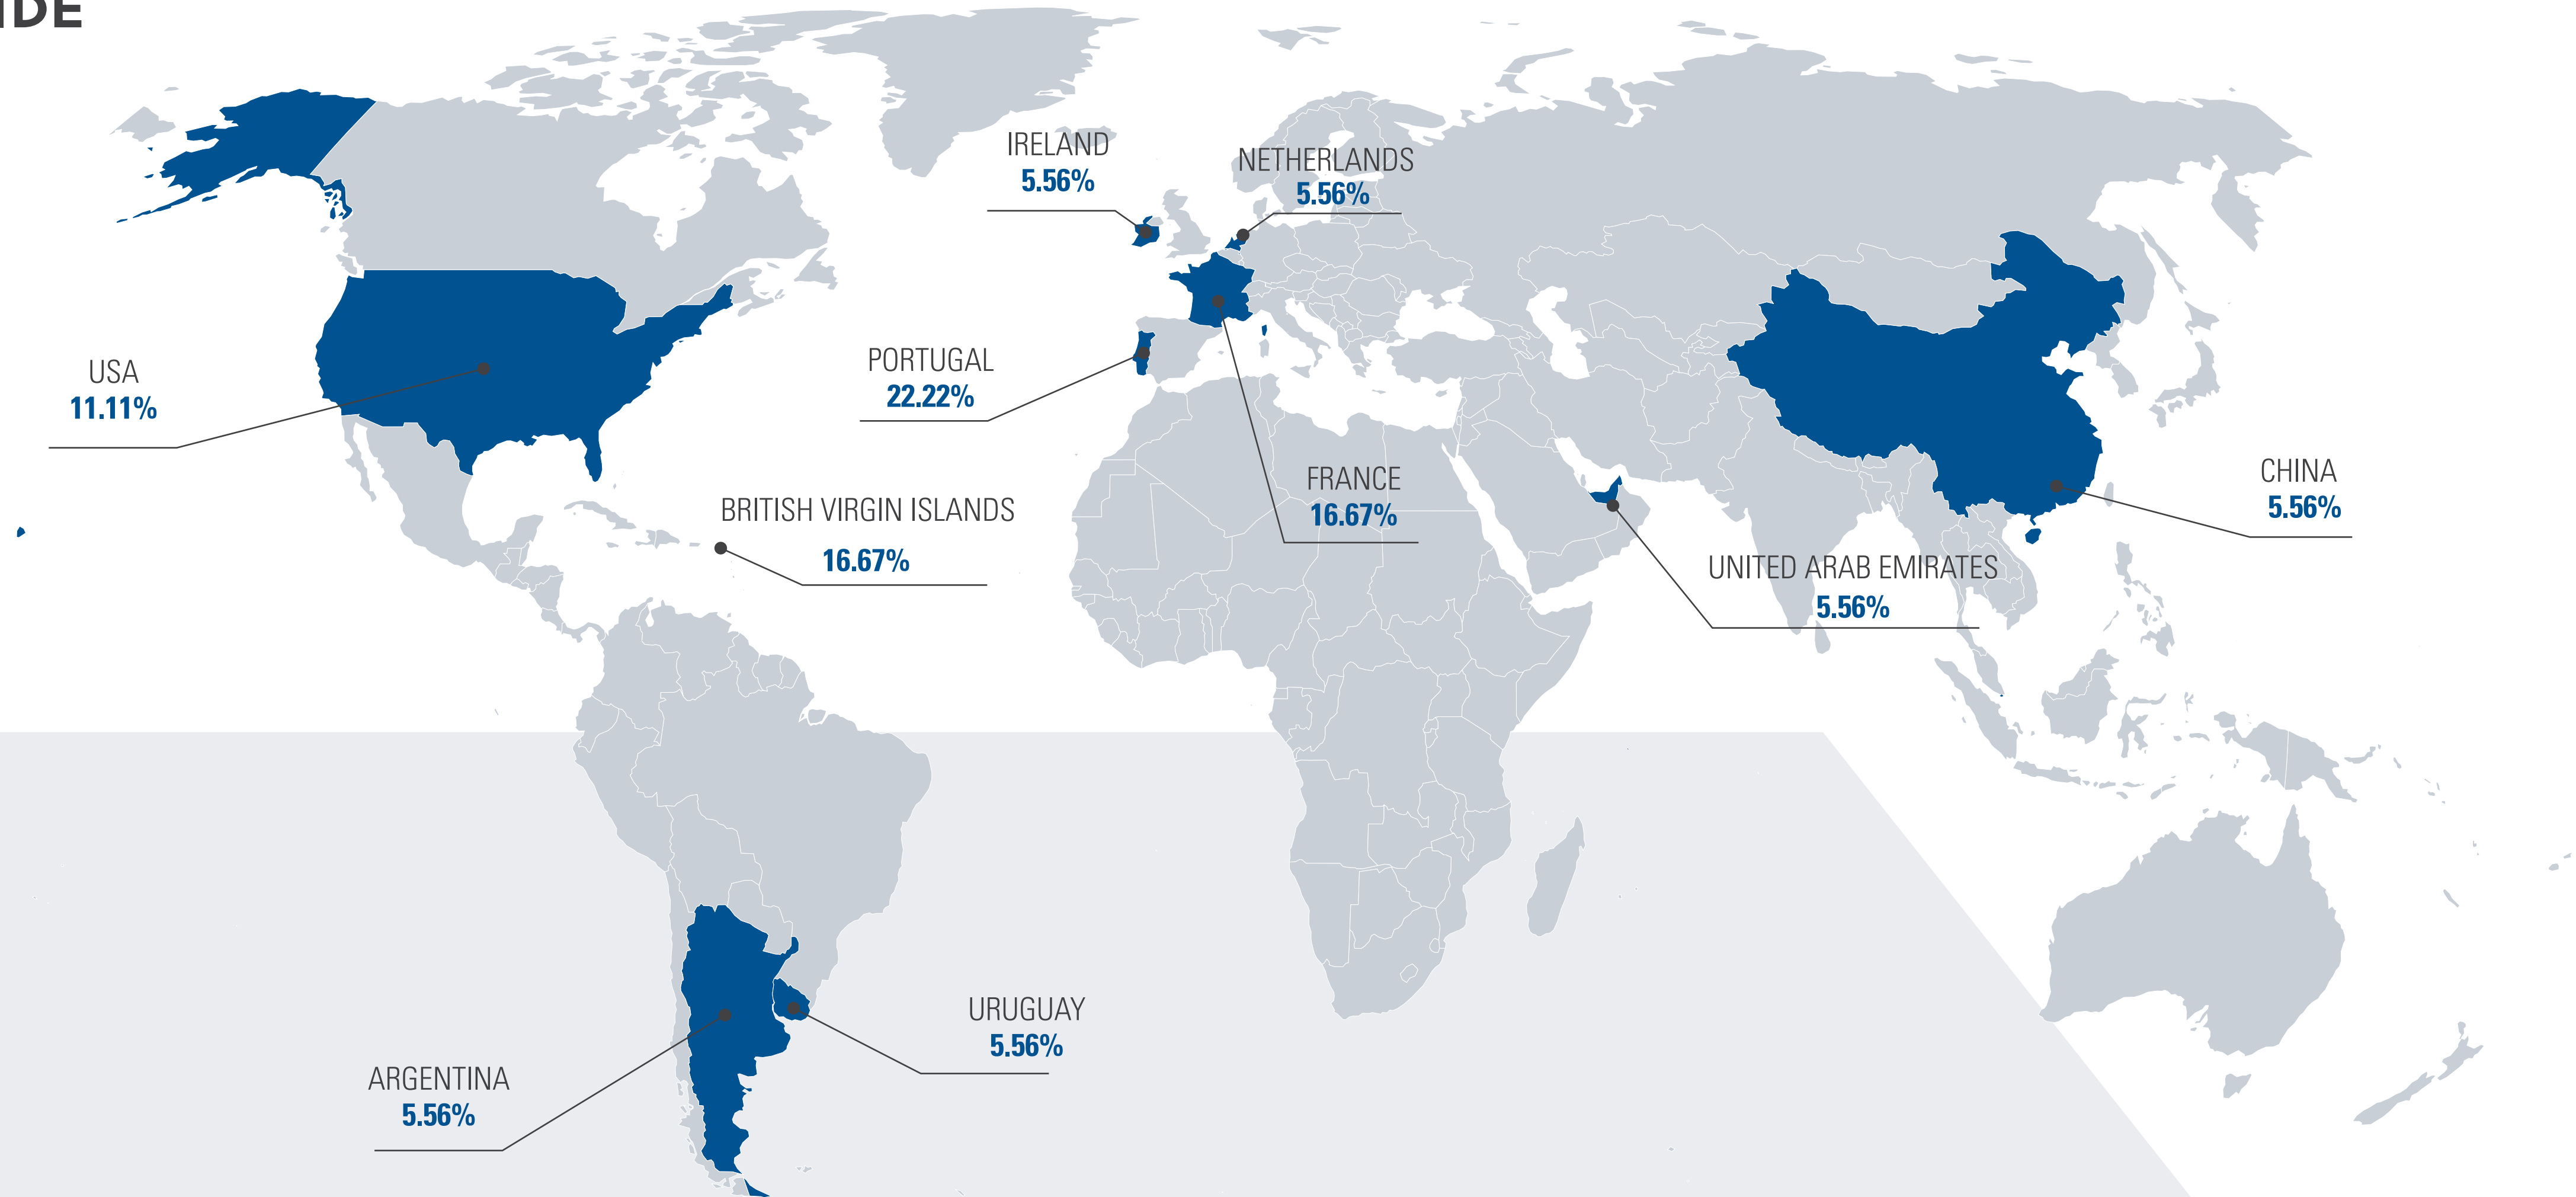 IDE
IRELAND
5.56%
NETHERLANDS
5.56%
USA
11.11%
PORTUGAL
22.22%
FRANCE
16.67%
BRITISH VIRGIN ISLANDS
16.67%
CHINA
5.56%
UNITED ARAB EMIRATES
5.56%
URUGUAY
5.56%
ARGENTINA
5.56%